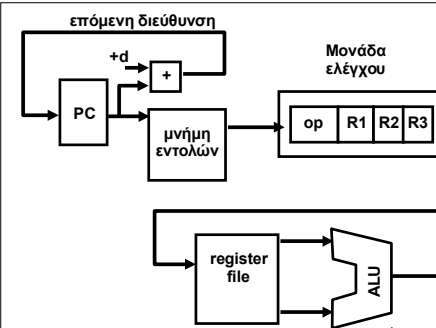 επόμενη διεύθυνση
+d
+
Μονάδα
ελέγχου
PC
μνήμη
εντολών
op R1 R2 R3
register
file
ALU